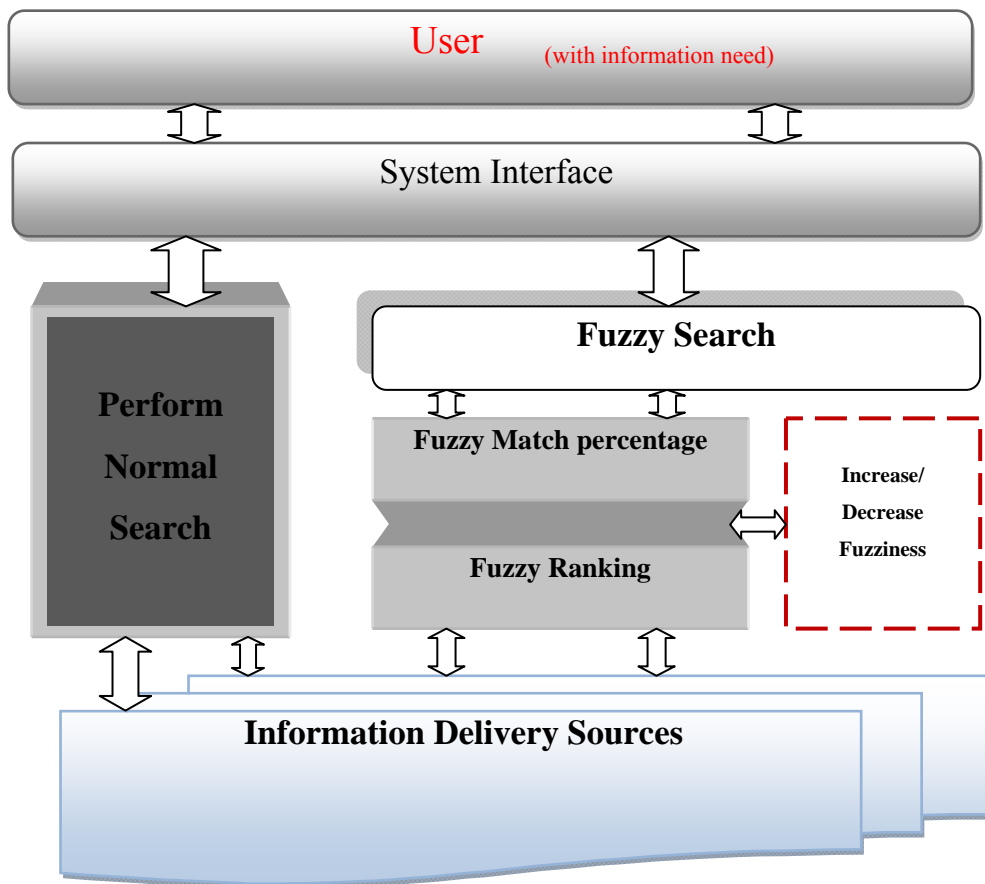 User (with information need)
System Interface
Perform
Normal
Search
Fuzzy Search
Fuzzy Match percentage
Fuzzy Ranking
Increase/
Decrease
Fuzziness
Information Delivery Sources